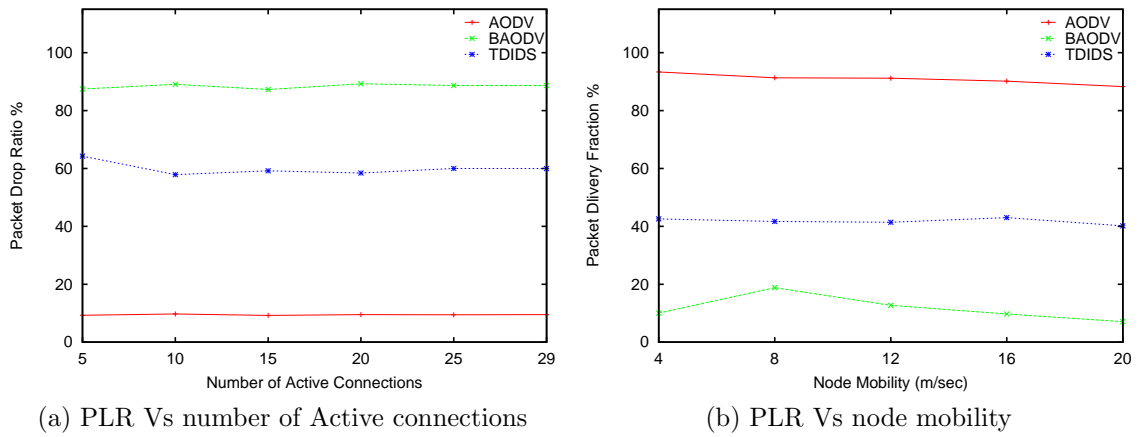 AODV
BAODV
TDIDS
100
80
60
40
20
0
5 10 15 20 25 29
Packet Drop Ratio %
Number of Active Connections
(a) PLR Vs number of Active connections
AODV
BAODV
TDIDS
100
80
60
40
20
0
4 8 12 16 20
Packet Dlivery Fraction %
Node Mobility (m/sec)
(b) PLR Vs node mobility